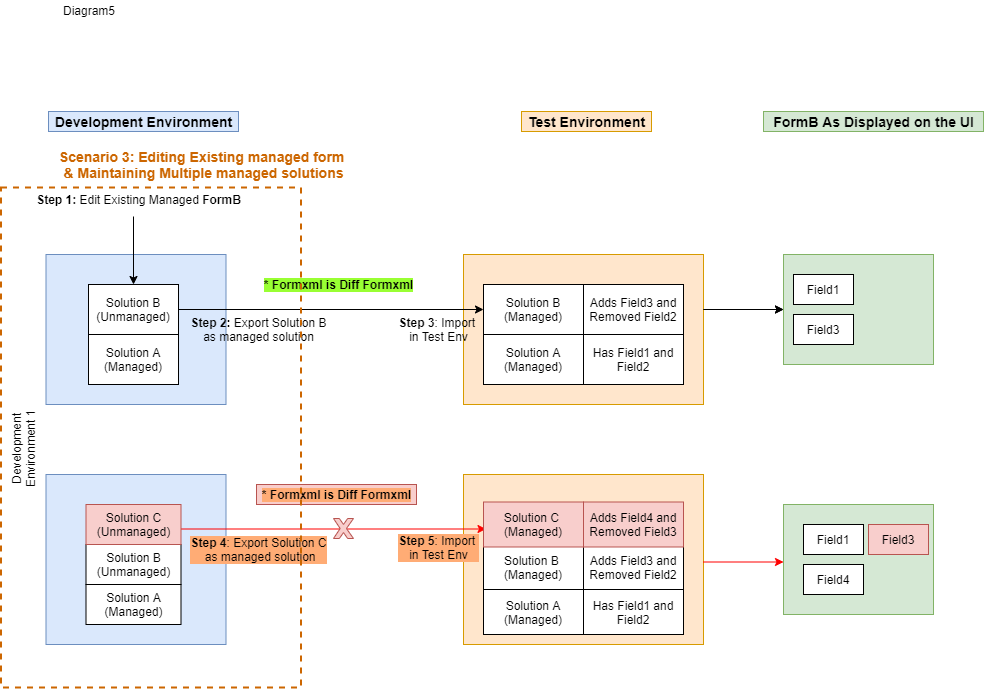 Diagram5
Development Environment
Test Environment
FormB As Displayed on the UI
Scenario 3: Editing Existing managed form
& Maintaining Multiple managed solutions
Step 1: Edit Existing Managed FormB
* Formxml is Diff Formxml
Solution B
(Unmanaged)
Solution A
(Managed)
Step 2: Export Solution B
as managed solution
Step 3: Import
in Test Env
Solution B
(Managed)
Adds Field3 and
Removed Field2
Solution A
(Managed)
Has Field1 and
Field2
Field1
Field3
Development
Environment 1
* Formxml is Diff Formxml
Solution C
(Unmanaged)
Solution B
(Unmanaged)
Solution A
(Managed)
X
Step 4: Export Solution C
as managed solution
Step 5: Import
in Test Env
Solution C
(Managed)
Adds Field4 and
Removed Field3
Solution B
(Managed)
Adds Field3 and
Removed Field2
Solution A
(Managed)
Has Field1 and
Field2
Field1
Field3
Field4